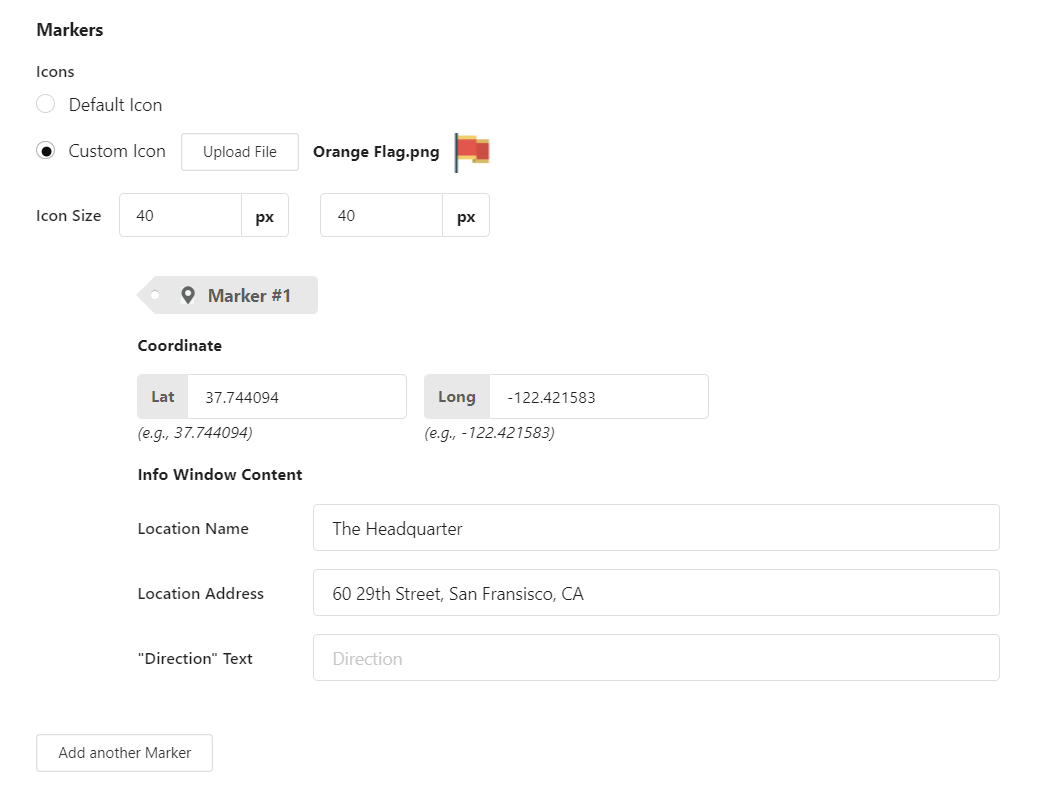 Markers
Icons
Default Icon
Custom Icon Upload File Orange Flag.png
Icon Size 40 px 40 px
Marker #1
Coordinate
Lat 37.744094 Long -122.421583
(e.g., 37.744094) (e.g., -122.421583)
Info Window Content
Location Name The Headquarter
Location Address 60 29th Street, San Fransisco, CA
"Direction" Text Direction
Add another Marker